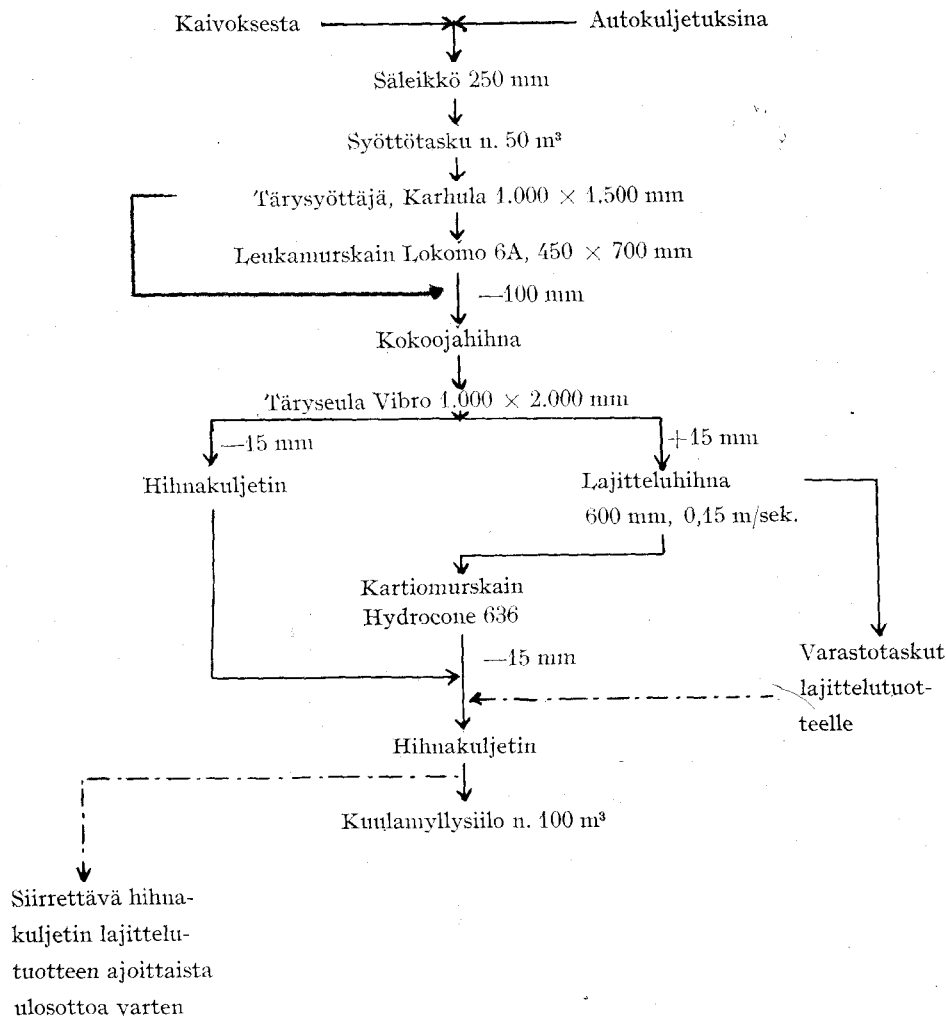 Kaivoksesta
Autokuljetuksina
Säleikkö 250 mm
Syöttötasku n. 50 m³
Tärysyöttäjä, Karhula 1.000 × 1.500 mm
Leukamurskain Lokomo 6A, 450 × 700 mm
—100 mm
Kokoojahihna
Täryseula Vibro 1.000 × 2.000 mm
—15 mm
+15 mm
Hihnakuljetin
Lajitteluhihna
600 mm, 0,15 m/sek.
Kartiomurskain
Hydrocone 636
—15 mm
Varastotaskut
lajittelutuot-
teelle
Hihnakuljetin
Kuulamyllysiilo n. 100 m³
Siirrettävä hihna-
kuljetin lajittelu-
tuotteen ajoittaista
ulosottoa varten